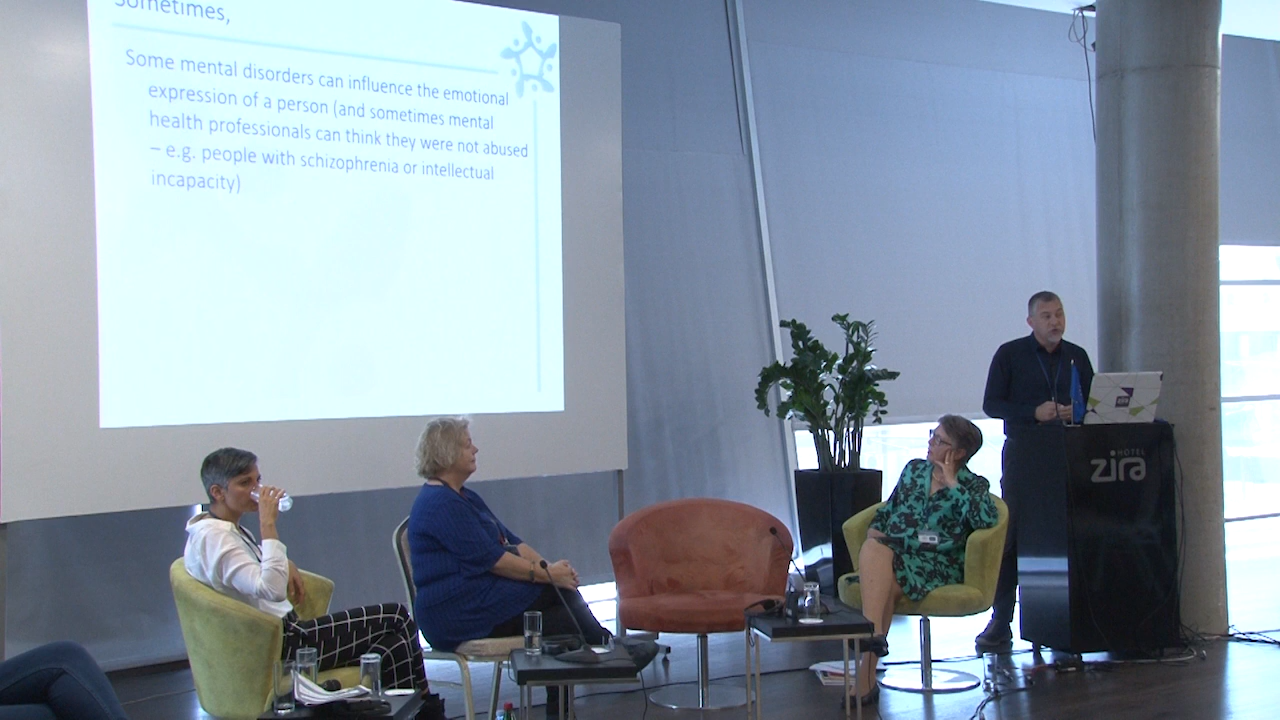 Sometimes,
Some mental disorders can influence the emotional
expression of a person (and sometimes mental
health professionals can think they were not abused
– e.g. people with schizophrenia or intellectual
incapacity)
HOTEL
zira